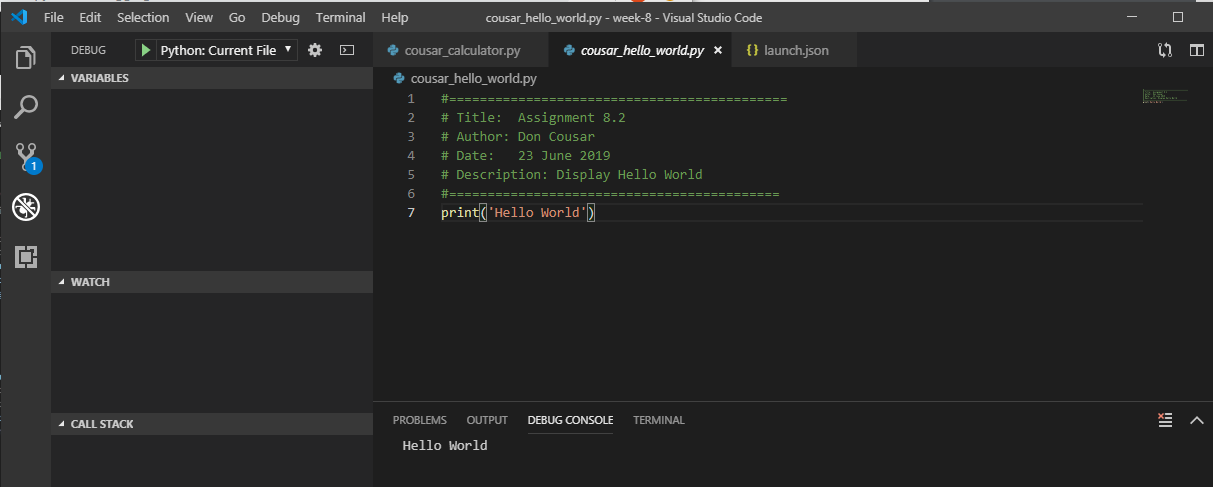 File Edit Selection View Go Debug Terminal Help cousar_hello_world.py - week-8 - Visual Studio Code
DEBUG Python: Current File
cousar_calculator.py cousar_hello_world.py launch.json
VARIABLES
cousar_hello_world.py
1 #============================================
2 # Title:  Assignment 8.2
3 # Author: Don Cousar
4 # Date:   23 June 2019
5 # Description: Display Hello World
6 #===========================================
7 print('Hello World')
1
WATCH
CALL STACK
PROBLEMS OUTPUT DEBUG CONSOLE TERMINAL
Hello World